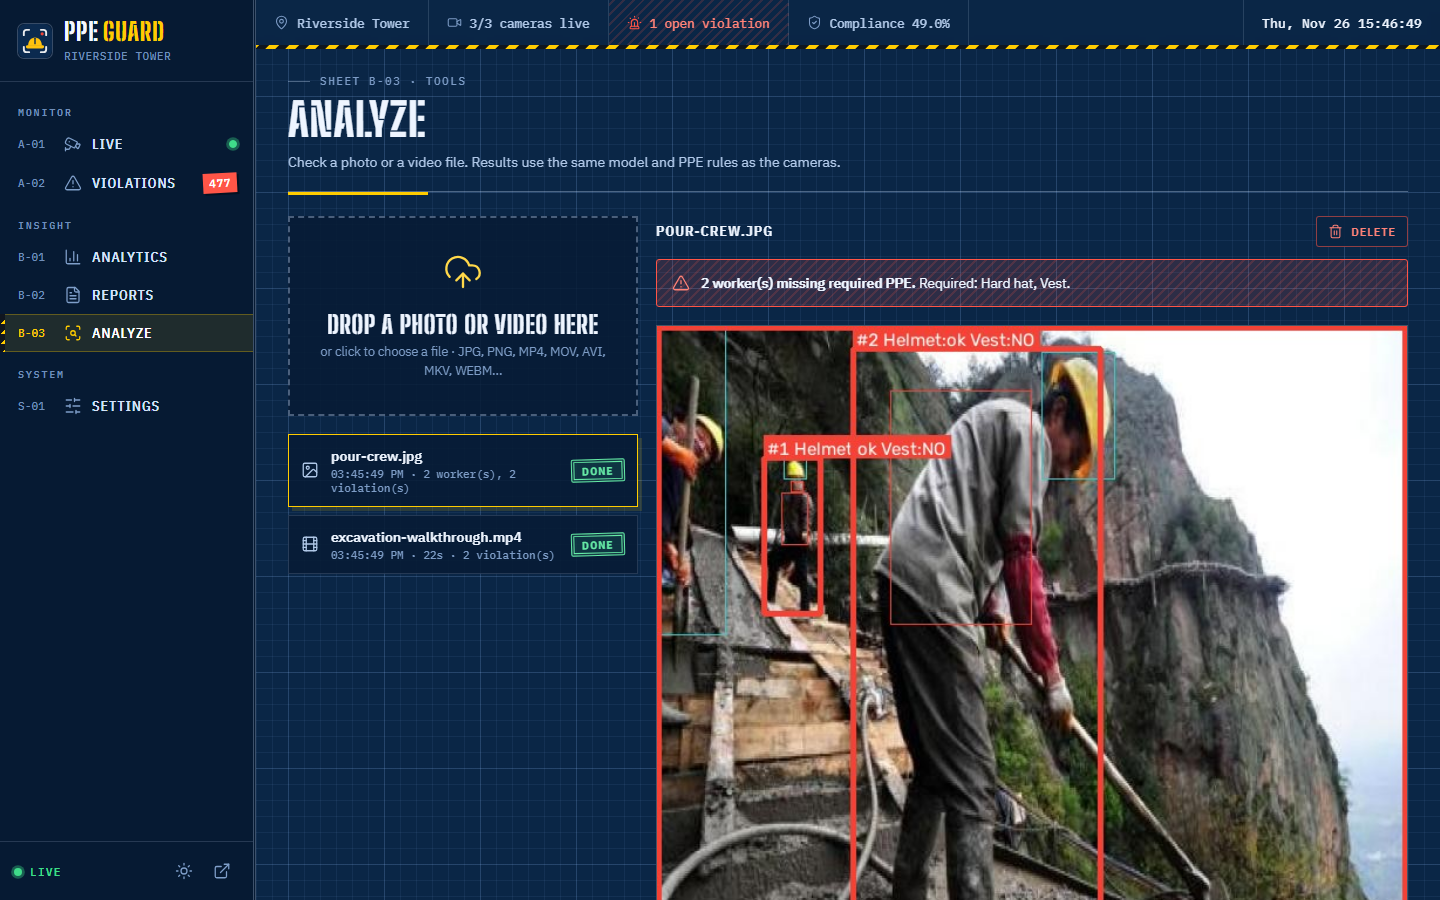 PPE GUARD
RIVERSIDE TOWER
MONITOR
A-01 LIVE
A-02 VIOLATIONS 477
INSIGHT
B-01 ANALYTICS
B-02 REPORTS
B-03 ANALYZE
SYSTEM
S-01 SETTINGS
LIVE
Riverside Tower 3/3 cameras live 1 open violation Compliance 49.0% Thu, Nov 26 15:46:49
SHEET B-03 · TOOLS
ANALYZE
Check a photo or a video file. Results use the same model and PPE rules as the cameras.
DROP A PHOTO OR VIDEO HERE
or click to choose a file · JPG, PNG, MP4, MOV, AVI,
MKV, WEBM...
pour-crew.jpg
03:45:49 PM · 2 worker(s), 2
violation(s)
DONE
excavation-walkthrough.mp4
03:45:49 PM · 22s · 2 violation(s)
DONE
POUR-CREW.JPG
DELETE
2 worker(s) missing required PPE. Required: Hard hat, Vest.
#2 Helmet:ok Vest:NO
#1 Helmet ok Vest:NO